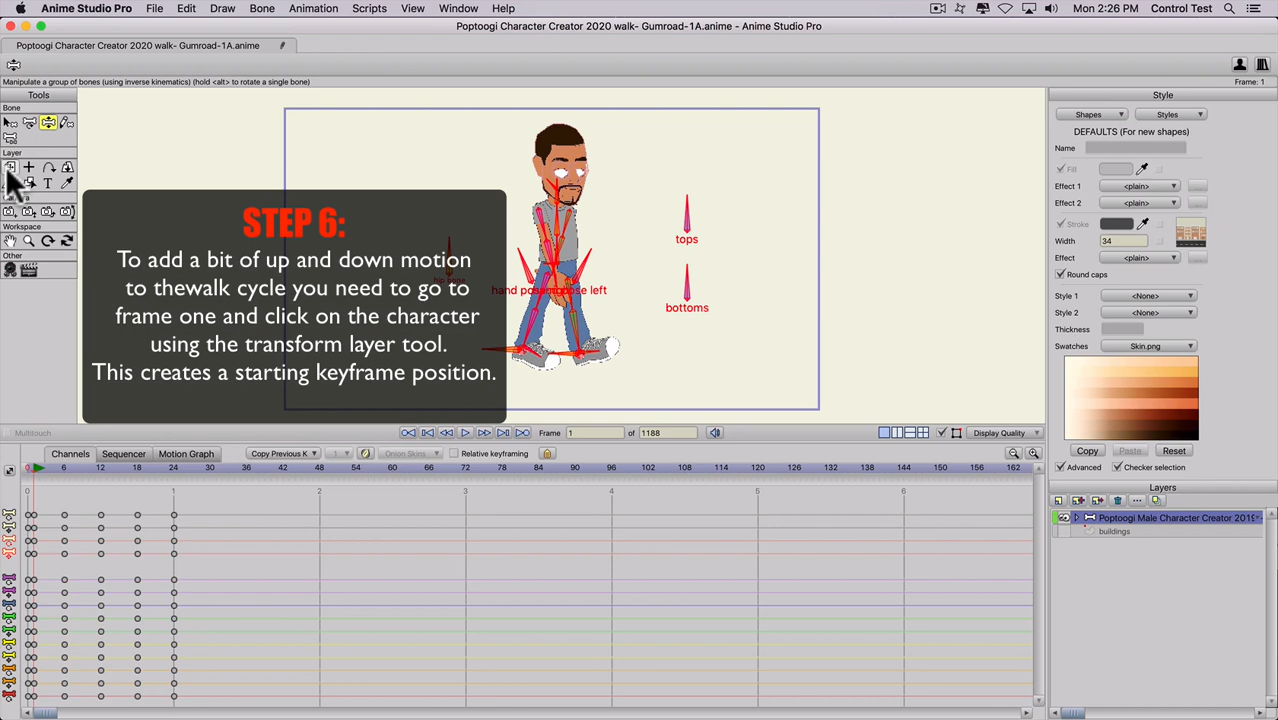 Anime Studio Pro File Edit Draw Bone Animation Scripts View Window Help Mon 2:26 PM Control Test
Poptoogi Character Creator 2020 walk- Gumroad-1A.anime - Anime Studio Pro
Poptoogi Character Creator 2020 walk- Gumroad-1A.anime
Manipulate a group of bones (using inverse kinematics) (hold <alt> to rotate a single bone) Frame: 1
Tools
Bone
Layer
Workspace
Other
STEP 6:
To add a bit of up and down motion
to thewalk cycle you need to go to
frame one and click on the character
using the transform layer tool.
This creates a starting keyframe position.
tops
bottoms
Style
Shapes Styles
DEFAULTS (For new shapes)
Name
Fill
Effect 1 <plain> ...
Effect 2 <plain> ...
Stroke
Width 34
Effect <plain> ...
Round caps
Style 1 <None>
Style 2 <None>
Thickness
Swatches Skin.png
Copy Paste Reset
Advanced Checker selection
Multitouch
Frame 1 of 1188 Display Quality
Channels Sequencer Motion Graph Copy Previous K 1 Onion Skins Relative keyframing
0 6 12 18 24 30 36 42 48 54 60 66 72 78 84 90 96 102 108 114 120 126 132 138 144 150 156 162
0 1 2 3 4 5 6
Layers
Poptoogi Male Character Creator 2019
buildings